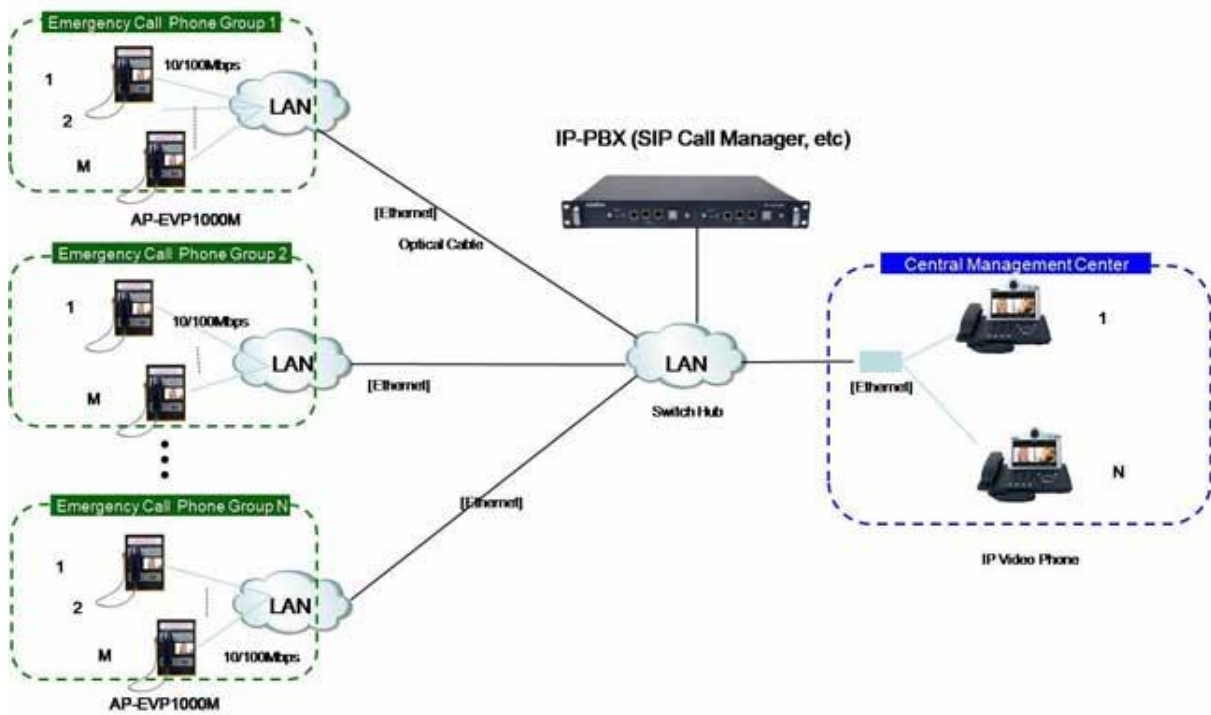 Emergency Call Phone Group 1
1
10/100Mbps
2
LAN
M
AP-EVP1000M
[Ethernet]
Optical Cable
IP-PBX (SIP Call Manager, etc)
Emergency Call Phone Group 2
1
10/100Mbps
LAN
M
[Ethernet]
LAN
Switch Hub
Central Management Center
1
[Ethernet]
N
IP Video Phone
Emergency Call Phone Group N
[Ethernet]
1
2
LAN
M
10/100Mbps
AP-EVP1000M